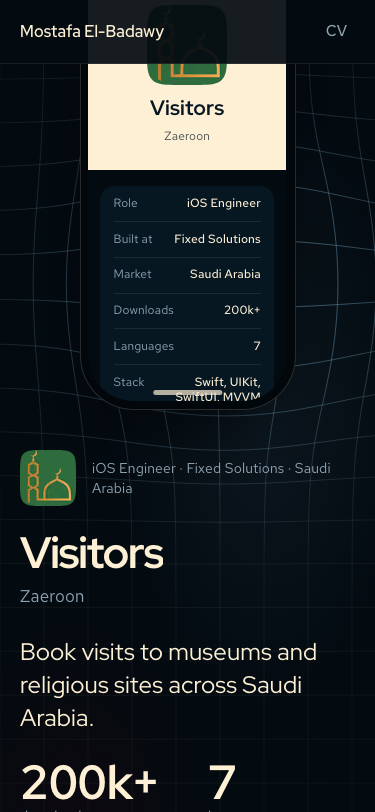 Mostafa El-Badawy
CV
Visitors
Zaeroon
Role iOS Engineer
Built at Fixed Solutions
Market Saudi Arabia
Downloads 200k+
Languages 7
Stack Swift, UIKit,
SwiftUI, MVVM
iOS Engineer · Fixed Solutions · Saudi
Arabia
Visitors
Zaeroon
Book visits to museums and
religious sites across Saudi
Arabia.
200k+ 7